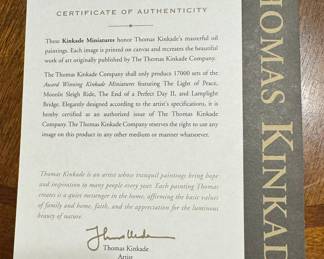 CERTIFICATE OF AUTHENTICITY
These Kinkade Miniatures honor Thomas Kinkade's masterful oil
paintings. Each image is printed on canvas and recreates the beautiful
work of art originally published by The Thomas Kinkade Company.
The Thomas Kinkade Company shall only produce 17000 sets of the
Award Winning Kinkade Miniatures featuring The Light of Peace,
Moonlit Sleigh Ride, The End of a Perfect Day II, and Lamplight
Bridge. Elegantly designed according to the artist's specifications, it is
hereby certified as an authorized issue of The Thomas Kinkade
Company. The Thomas Kinkade Company reserves the right to use any
image on this product in any other medium or manner whatsoever.
Thomas Kinkade is an artist whose tranquil paintings bring hope
and inspiration to many people every year. Each painting Thomas
creates is a quiet messenger in the home, affirming the basic values
of family and home, faith, and the appreciation for the luminous
beauty of nature.
Thomas Kinkade
Artist
THOMAS KINKAD